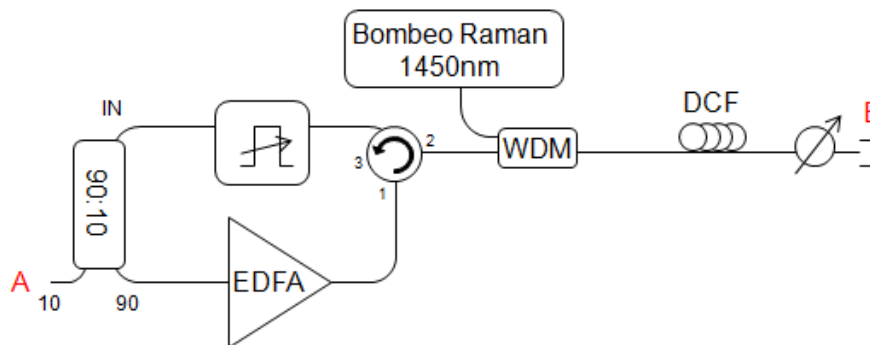 Bombeo Raman
1450nm
IN
DCF
90:10
3
2
1
WDM
A
10
90
EDFA